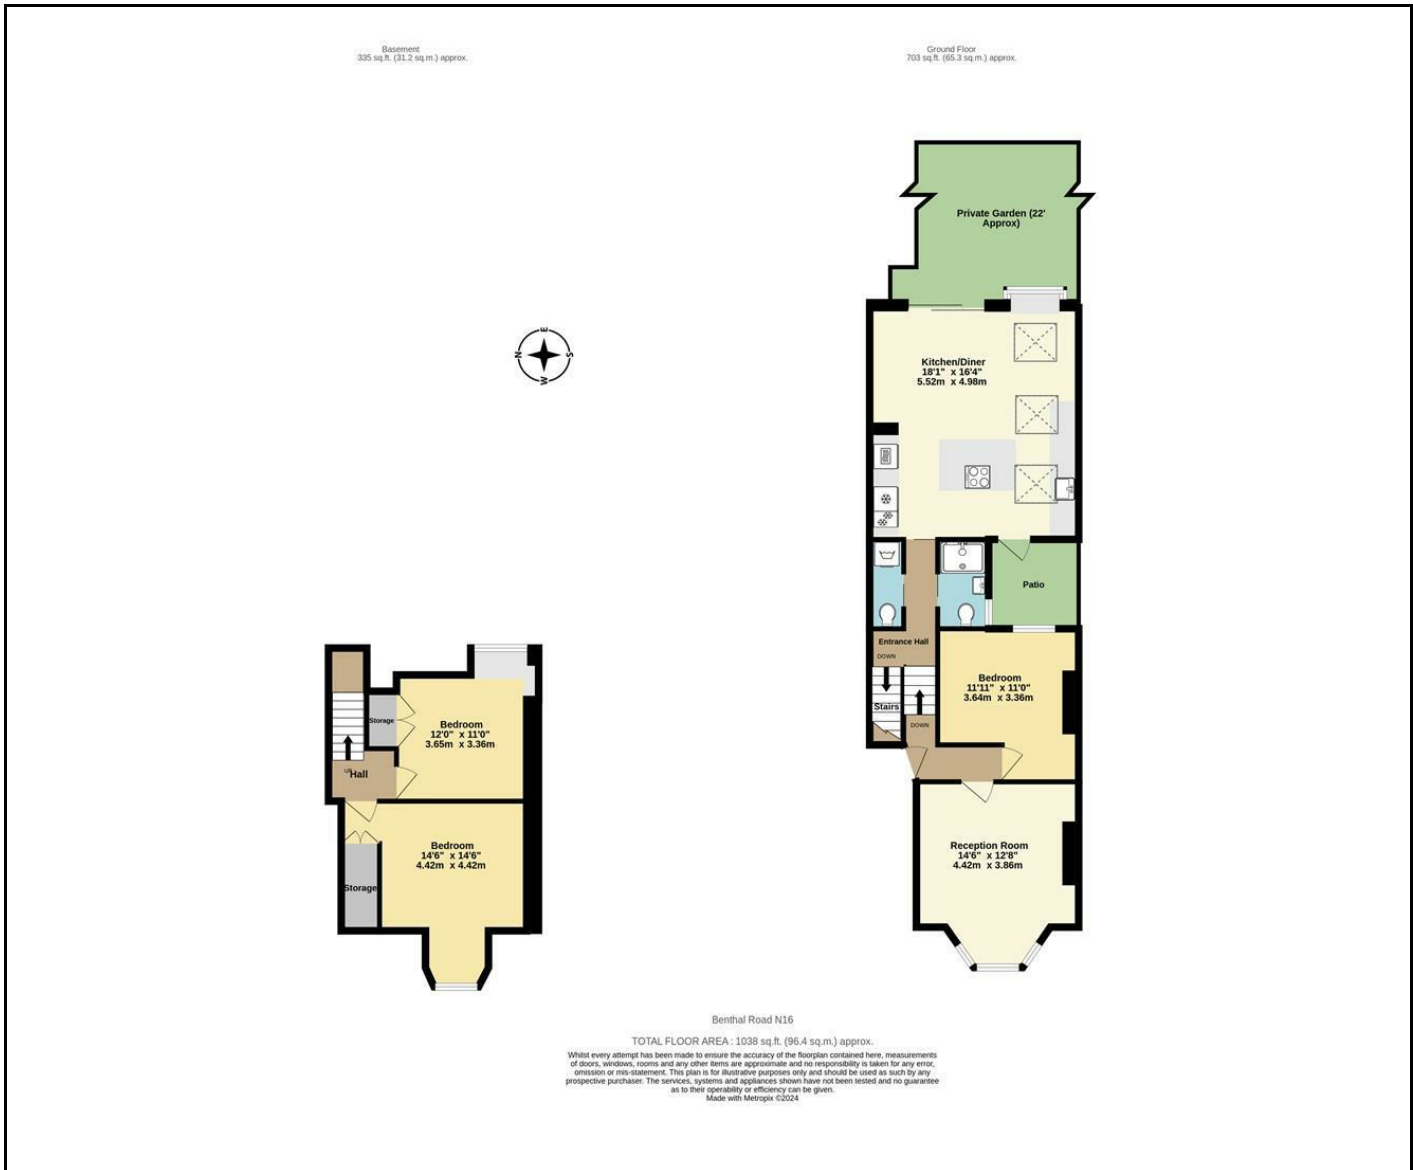 Basement
335 sq.ft. (31.2 sq.m.) approx.
Ground Floor
703 sq.ft. (65.3 sq.m.) approx.
Private Garden (22'
Approx)
E
N
S
W
Kitchen/Diner
18'1" x 16'4"
5.52m x 4.98m
Patio
Entrance Hall
DOWN
Stairs
DOWN
Bedroom
11'11" x 11'0"
3.64m x 3.36m
Storage
Bedroom
12'0" x 11'0"
3.65m x 3.36m
UP
Hall
Bedroom
14'6" x 14'6"
4.42m x 4.42m
Storage
Reception Room
14'6" x 12'8"
4.42m x 3.86m
Benthal Road N16
TOTAL FLOOR AREA : 1038 sq.ft. (96.4 sq.m.) approx.
Whilst every attempt has been made to ensure the accuracy of the floorplan contained here, measurements
of doors, windows, rooms and any other items are approximate and no responsibility is taken for any error,
omission or mis-statement. This plan is for illustrative purposes only and should be used as such by any
prospective purchaser. The services, systems and appliances shown have not been tested and no guarantee
as to their operability or efficiency can be given.
Made with Metropix ©2024